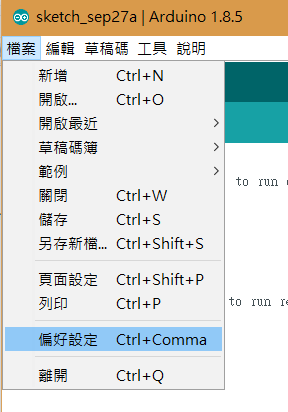 sketch_sep27a | Arduino 1.8.5
檔案 編輯 草稿碼 工具 說明
新增 Ctrl+N
開啟... Ctrl+O
開啟最近
草稿碼簿
範例
關閉 Ctrl+W
儲存 Ctrl+S
另存新檔... Ctrl+Shift+S
頁面設定 Ctrl+Shift+P
列印 Ctrl+P
偏好設定 Ctrl+Comma
離開 Ctrl+Q
to run
to run re